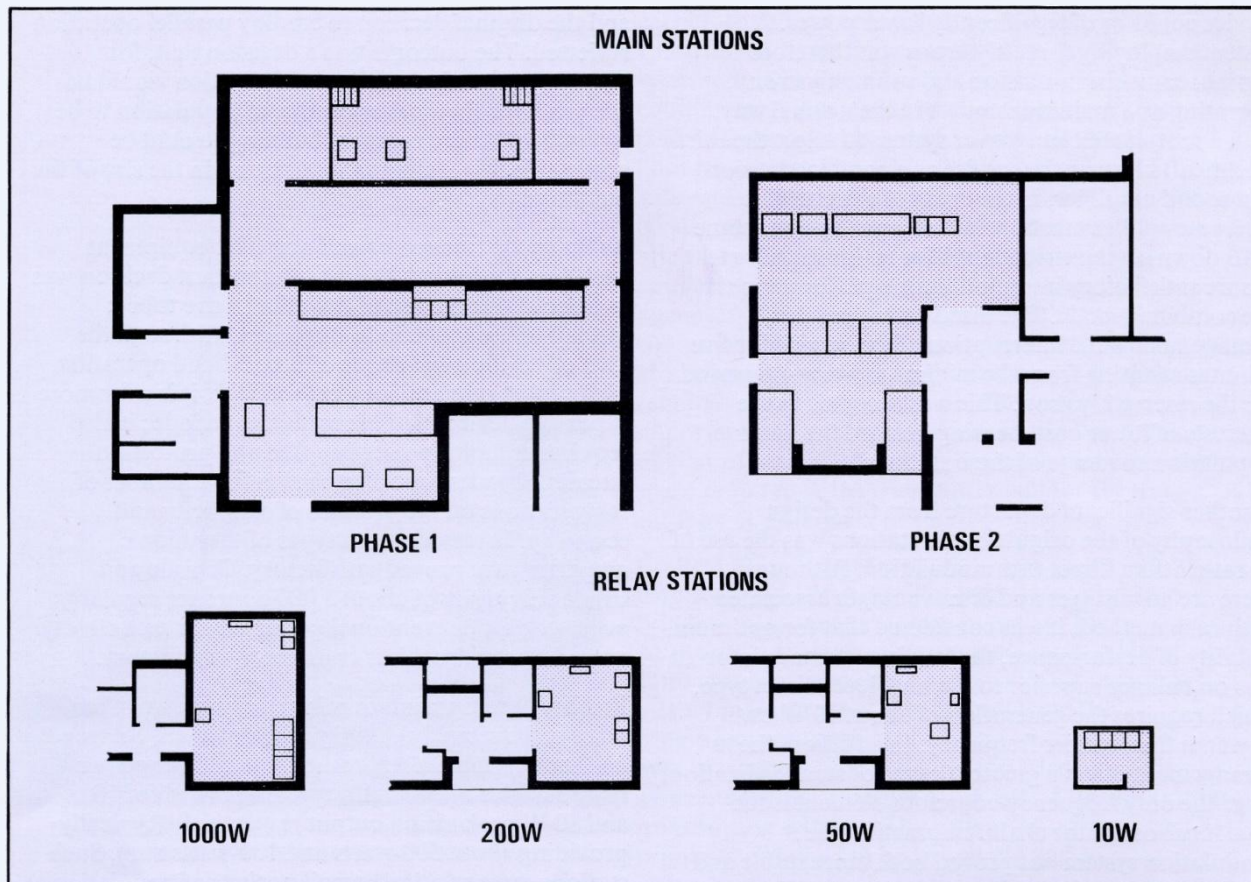 MAIN STATIONS
PHASE 1
PHASE 2
RELAY STATIONS
1000W
200W
50W
10W